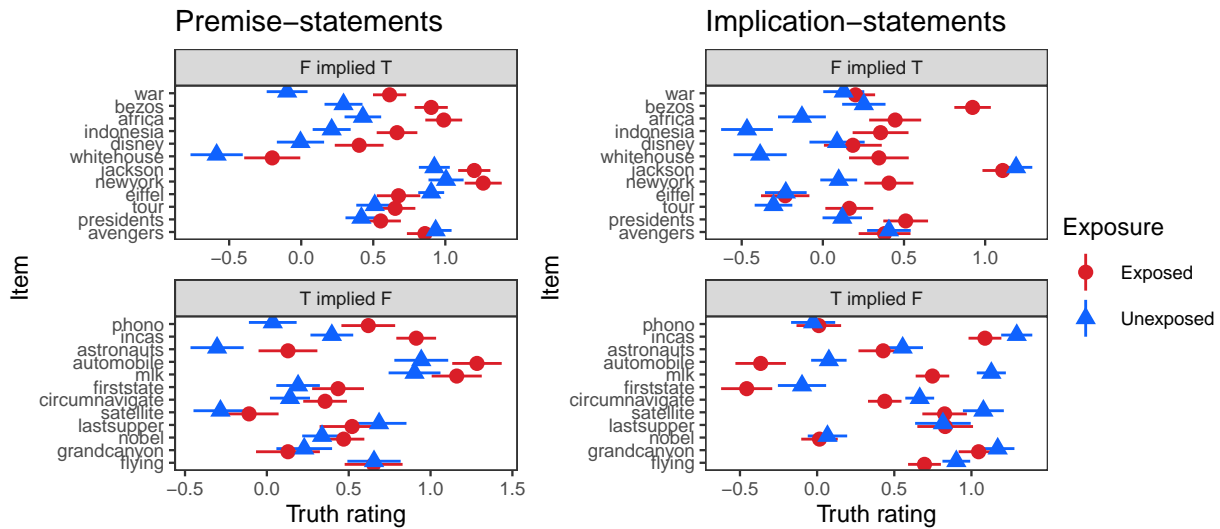 Premise−statements
F implied T
war
bezos
africa
indonesia
disney
whitehouse
jackson
newyork
eiffel
tour
presidents
avengers
−0.5 0.0 0.5 1.0
T implied F
phono
incas
astronauts
automobile
mlk
firststate
circumnavigate
satellite
lastsupper
nobel
grandcanyon
flying
−0.5 0.0 0.5 1.0 1.5
Truth rating
Item
Implication−statements
F implied T
war
bezos
africa
indonesia
disney
whitehouse
jackson
newyork
eiffel
tour
presidents
avengers
−0.5 0.0 0.5 1.0
T implied F
phono
incas
astronauts
automobile
mlk
firststate
circumnavigate
satellite
lastsupper
nobel
grandcanyon
flying
−0.5 0.0 0.5 1.0
Truth rating
Item
Exposure
Exposed
Unexposed